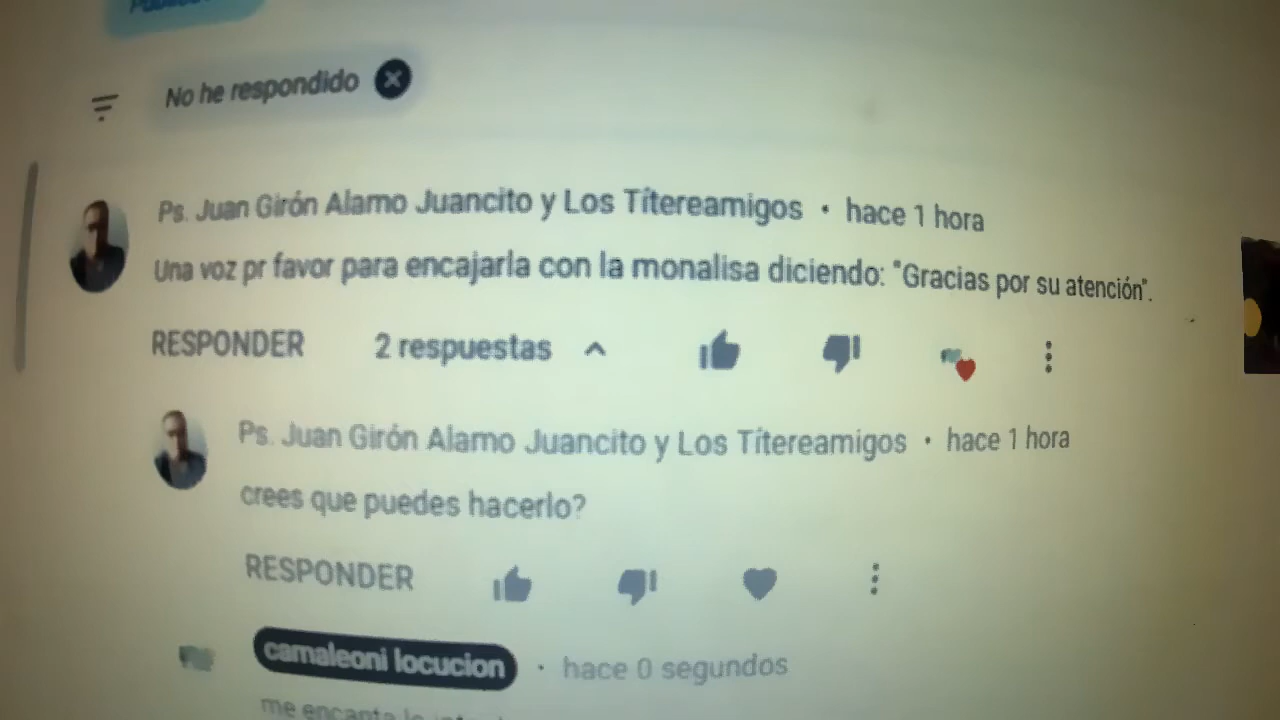 No he respondido
Ps. Juan Girón Alamo Juancito y Los Títereamigos • hace 1 hora
Una voz pr favor para encajarla con la monalisa diciendo: "Gracias por su atención".
RESPONDER 2 respuestas
Ps. Juan Girón Alamo Juancito y Los Títereamigos • hace 1 hora
crees que puedes hacerlo?
RESPONDER
camaleoni locucion • hace 0 segundos
me encanta